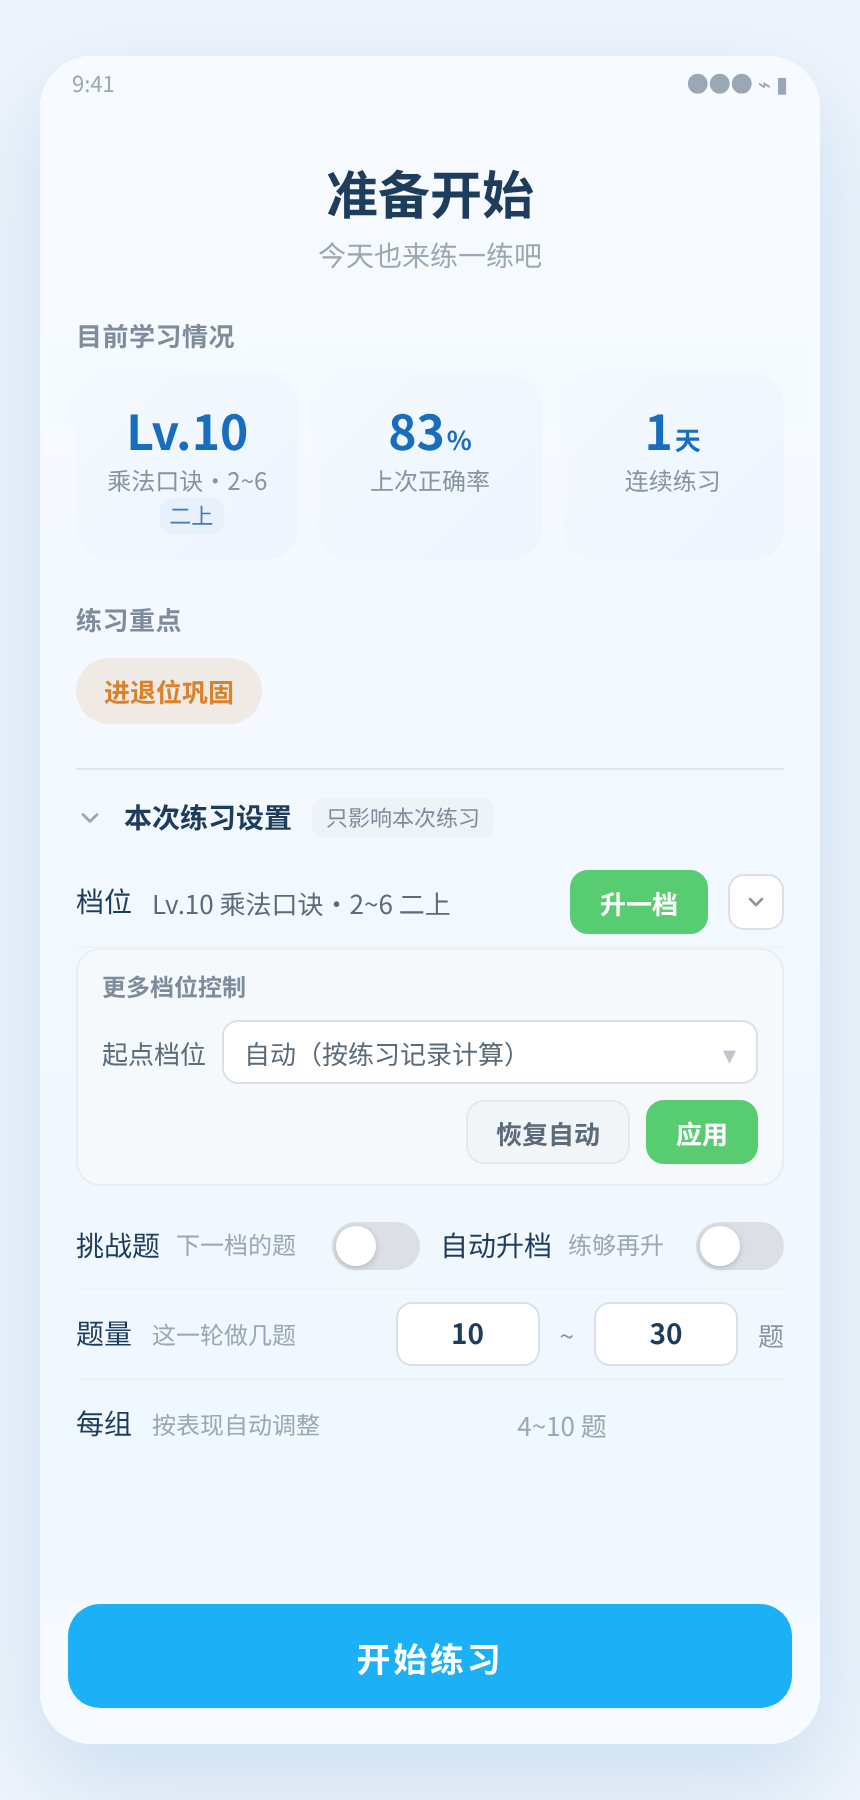 9:41
准备开始
今天也来练一练吧
目前学习情况
Lv.10
乘法口诀·2~6
二上
83%
上次正确率
1天
连续练习
练习重点
进退位巩固
本次练习设置 只影响本次练习
档位 Lv.10 乘法口诀·2~6 二上 升一档
更多档位控制
起点档位 自动（按练习记录计算）
恢复自动 应用
挑战题 下一档的题 自动升档 练够再升
题量 这一轮做几题 10 ~ 30 题
每组 按表现自动调整 4~10 题
开始练习